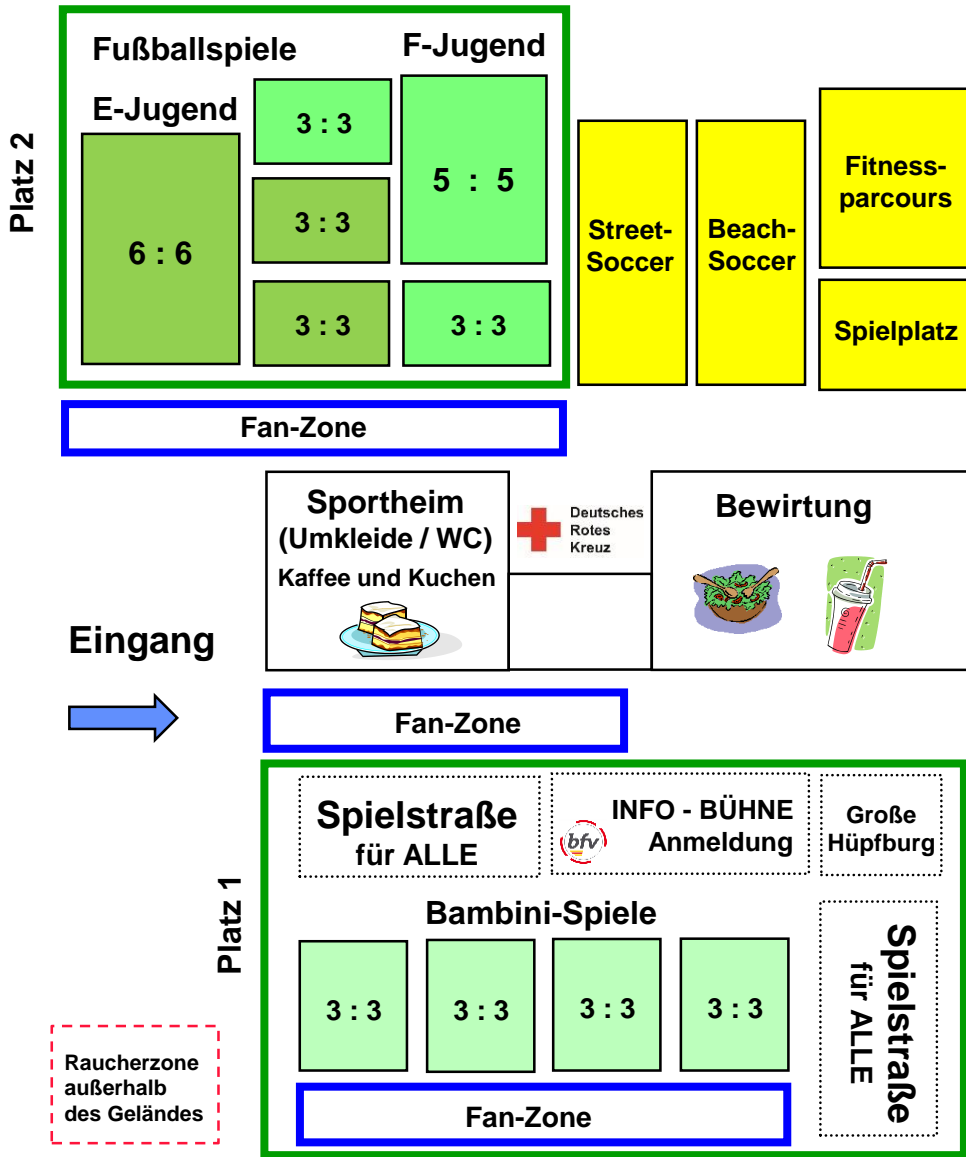 Platz 2
Fußballspiele
F-Jugend
E-Jugend
3 : 3
5 : 5
3 : 3
6 : 6
3 : 3
3 : 3
Street-
Soccer
Beach-
Soccer
Fitness-
parcours
Spielplatz
Fan-Zone
Sportheim
(Umkleide / WC)
Kaffee und Kuchen
Deutsches
Rotes
Kreuz
Bewirtung
Eingang
Fan-Zone
Platz 1
Spielstraße
für ALLE
bfv
INFO - BÜHNE
Anmeldung
Große
Hüpfburg
Bambini-Spiele
3 : 3
3 : 3
3 : 3
3 : 3
Spielstraße
für ALLE
Fan-Zone
Raucherzone
außerhalb
des Geländes